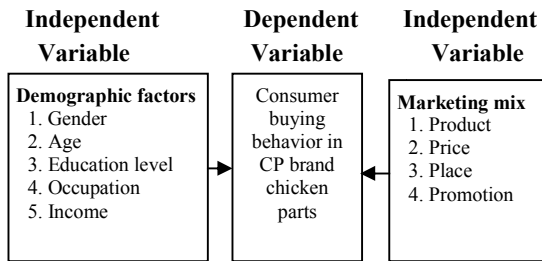 Independent Variable
Dependent Variable
Independent Variable
Demographic factors
1. Gender
2. Age
3. Education level
4. Occupation
5. Income
Consumer
buying
behavior in
CP brand
chicken
parts
Marketing mix
1. Product
2. Price
3. Place
4. Promotion